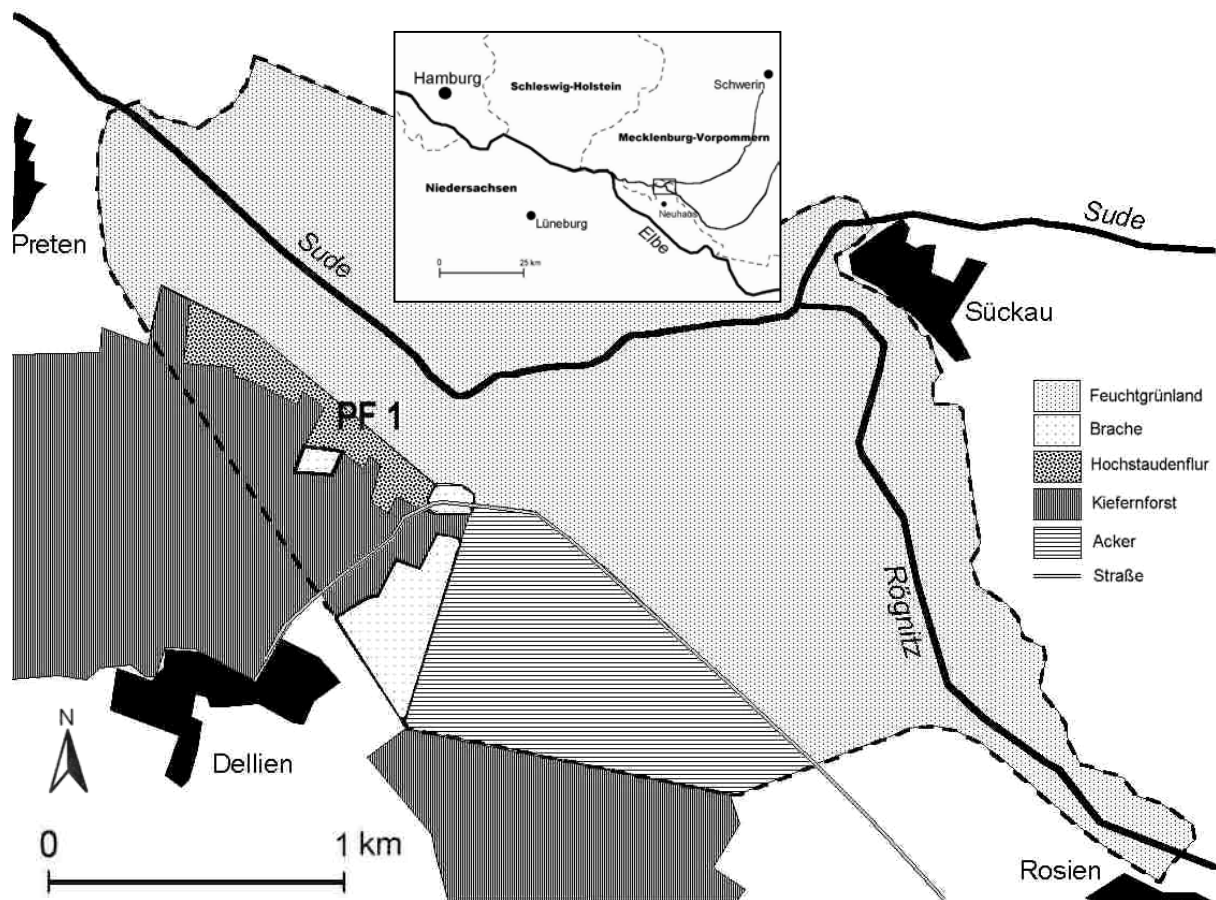 Hamburg
Schleswig-Holstein
Schwerin
Mecklenburg-Vorpommern
Niedersachsen
Neuhaus
Lüneburg
Elbe
0 25 km
Sude
Sude
Preten
Sückau
PF 1
Feuchtgrünland
Brache
Hochstaudenflur
Kiefernforst
Acker
Straße
Rögnitz
N
Dellien
0 1 km
Rosien